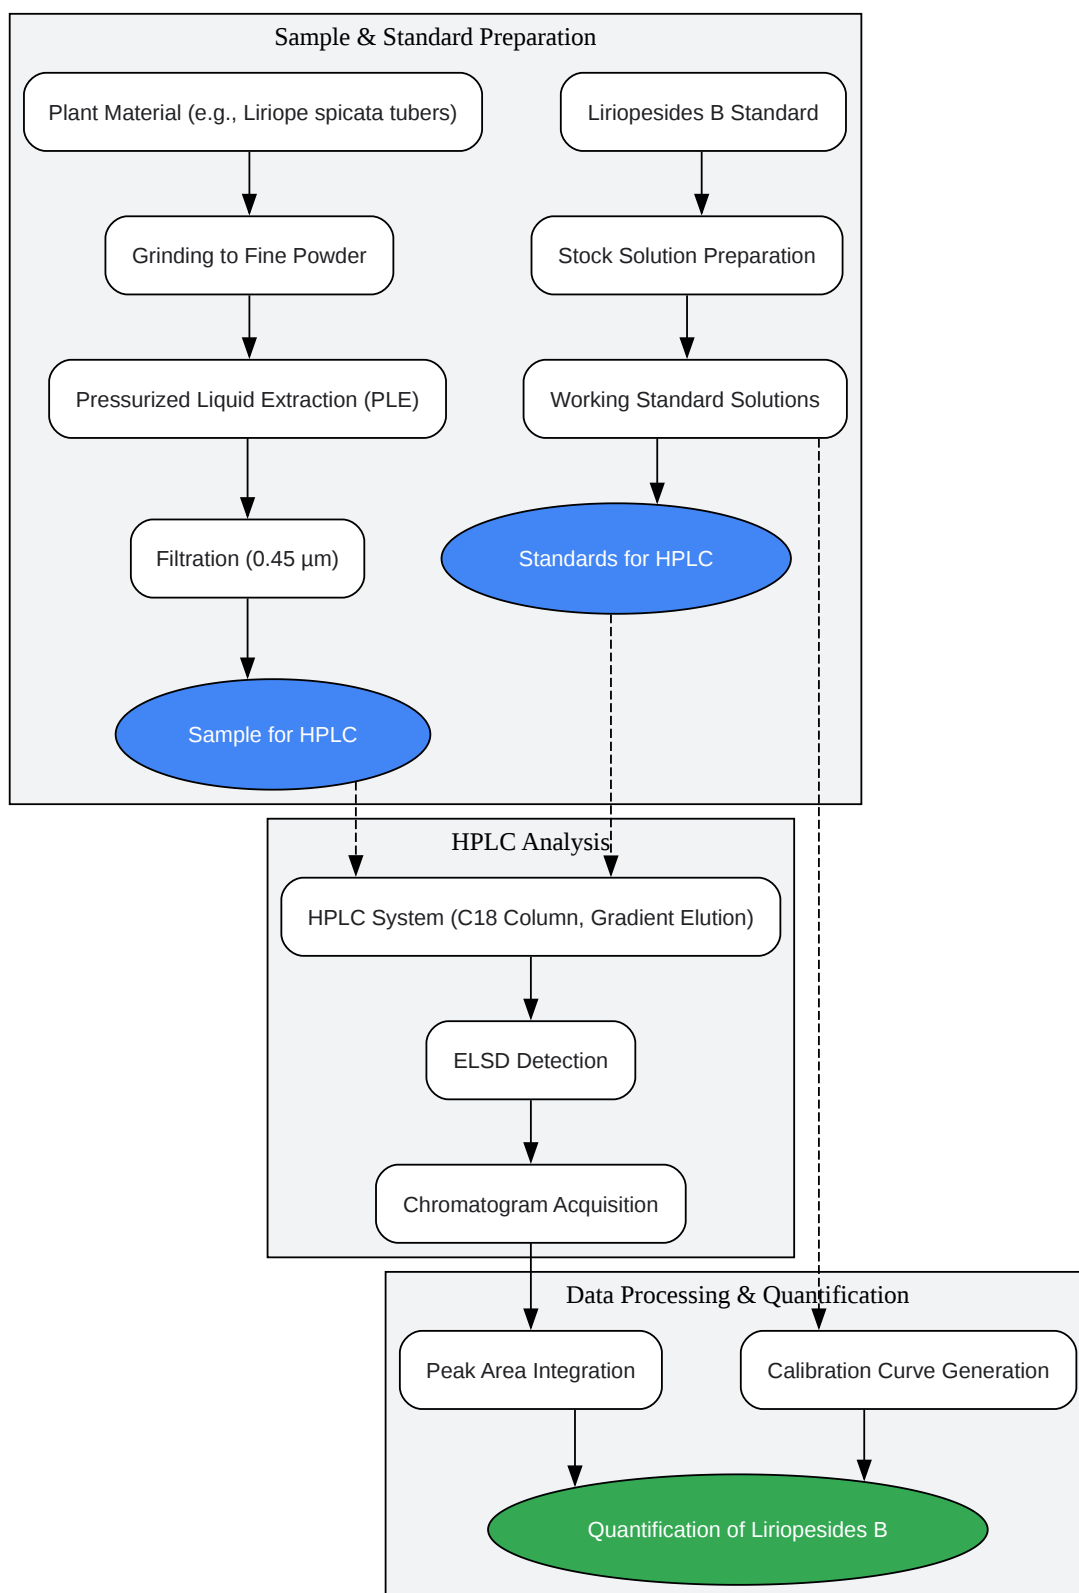 Sample & Standard Preparation
Plant Material (e.g., Liriope spicata tubers)
Liriopesides B Standard
Grinding to Fine Powder
Stock Solution Preparation
Pressurized Liquid Extraction (PLE)
Working Standard Solutions
Filtration (0.45 µm)
Standards for HPLC
Sample for HPLC
HPLC Analysis
HPLC System (C18 Column, Gradient Elution)
ELSD Detection
Chromatogram Acquisition
Data Processing & Quantification
Peak Area Integration
Calibration Curve Generation
Quantification of Liriopesides B